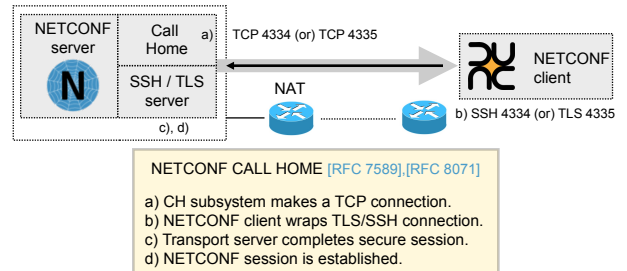 NETCONF
server
Call
Home
a)
TCP 4334 (or) TCP 4335
N
SSH / TLS
server
c), d)
NAT
NETCONF
client
b) SSH 4334 (or) TLS 4335
NETCONF CALL HOME [RFC 7589],[RFC 8071]
a) CH subsystem makes a TCP connection.
b) NETCONF client wraps TLS/SSH connection.
c) Transport server completes secure session.
d) NETCONF session is established.